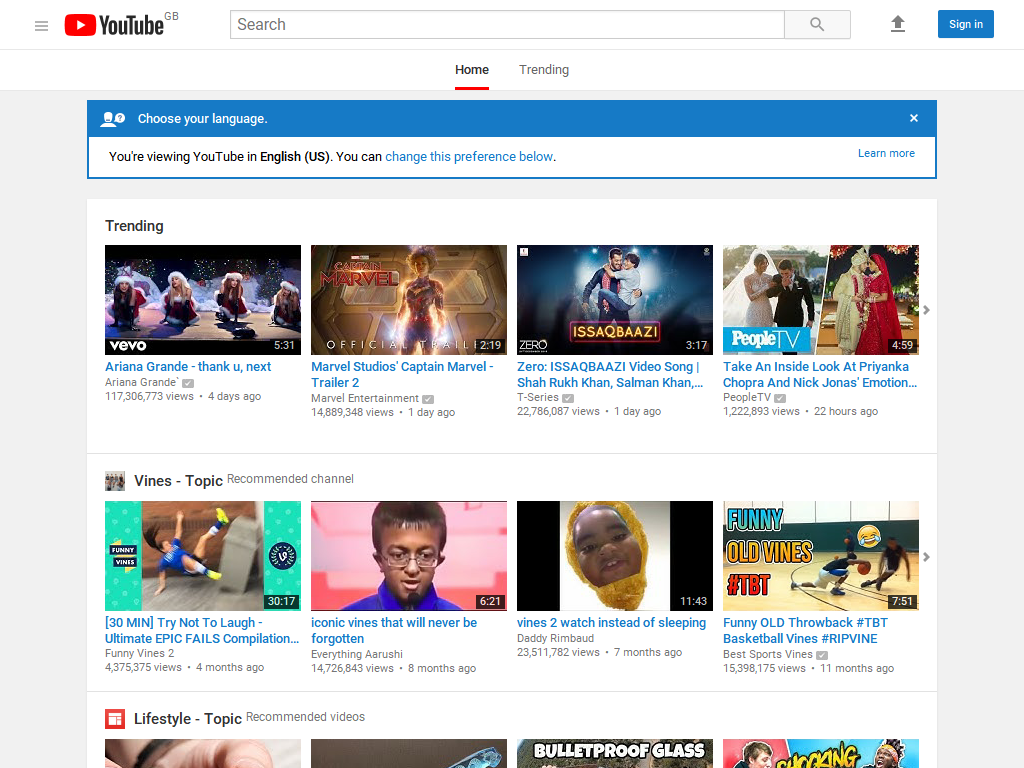 YouTube GB
Search
Sign in
Home
Trending
Choose your language.
×
You're viewing YouTube in English (US). You can change this preference below.
Learn more
Trending
MARVEL STUDIOS
CAPTAIN MARVEL
OFFICIAL TRAILER
ISSAQBAAZI
ZERO
PeopleTV
vevo
5:31
2:19
3:17
4:59
Ariana Grande - thank u, next
Ariana Grande`
117,306,773 views • 4 days ago
Marvel Studios' Captain Marvel -
Trailer 2
Marvel Entertainment
14,889,348 views • 1 day ago
Zero: ISSAQBAAZI Video Song |
Shah Rukh Khan, Salman Khan,...
T-Series
22,786,087 views • 1 day ago
Take An Inside Look At Priyanka
Chopra And Nick Jonas' Emotion...
PeopleTV
1,222,893 views • 22 hours ago
Vines - Topic Recommended channel
FUNNY
VINES
30:17
6:21
11:43
FUNNY
OLD VINES
#TBT
7:51
[30 MIN] Try Not To Laugh -
Ultimate EPIC FAILS Compilation...
Funny Vines 2
4,375,375 views • 4 months ago
iconic vines that will never be
forgotten
Everything Aarushi
14,726,843 views • 8 months ago
vines 2 watch instead of sleeping
Daddy Rimbaud
23,511,782 views • 7 months ago
Funny OLD Throwback #TBT
Basketball Vines #RIPVINE
Best Sports Vines
15,398,175 views • 11 months ago
Lifestyle - Topic Recommended videos
BULLETPROOF GLASS
SHOCKING